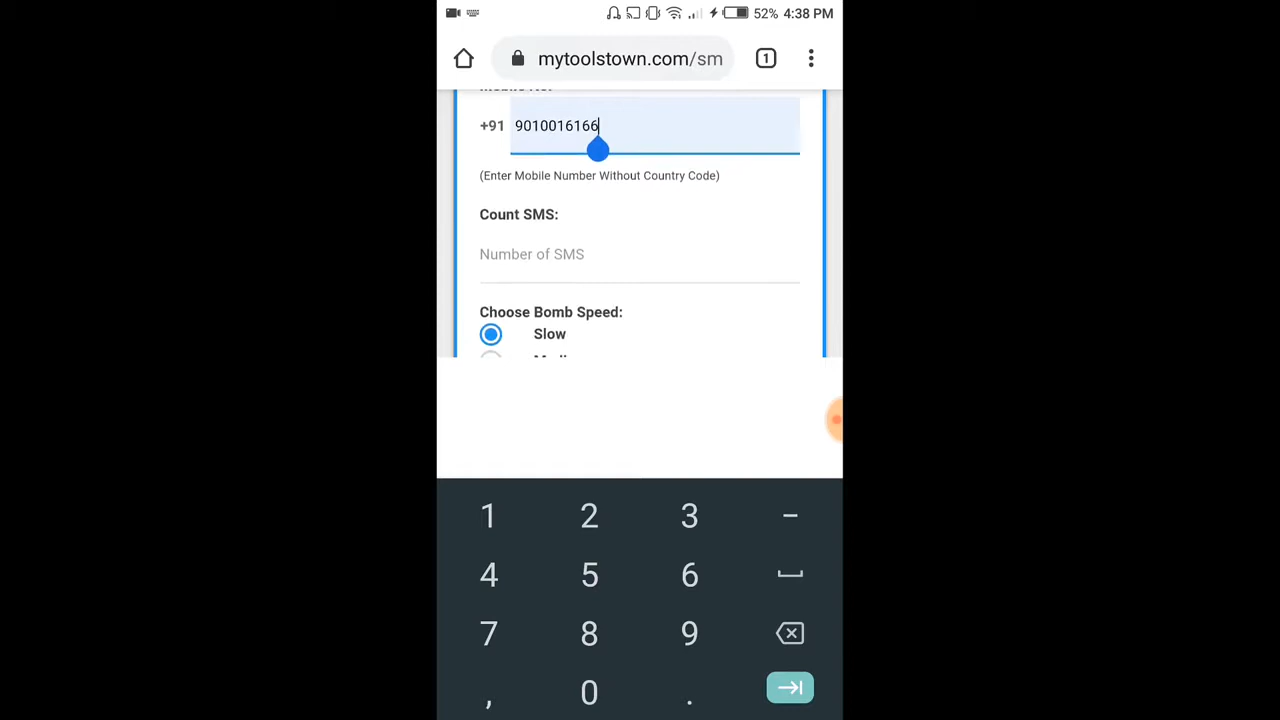 52% 4:38 PM
mytoolstown.com/sm 1
+91 9010016166
(Enter Mobile Number Without Country Code)
Count SMS:
Number of SMS
Choose Bomb Speed:
Slow
1 2 3 -
4 5 6
7 8 9
, 0 .